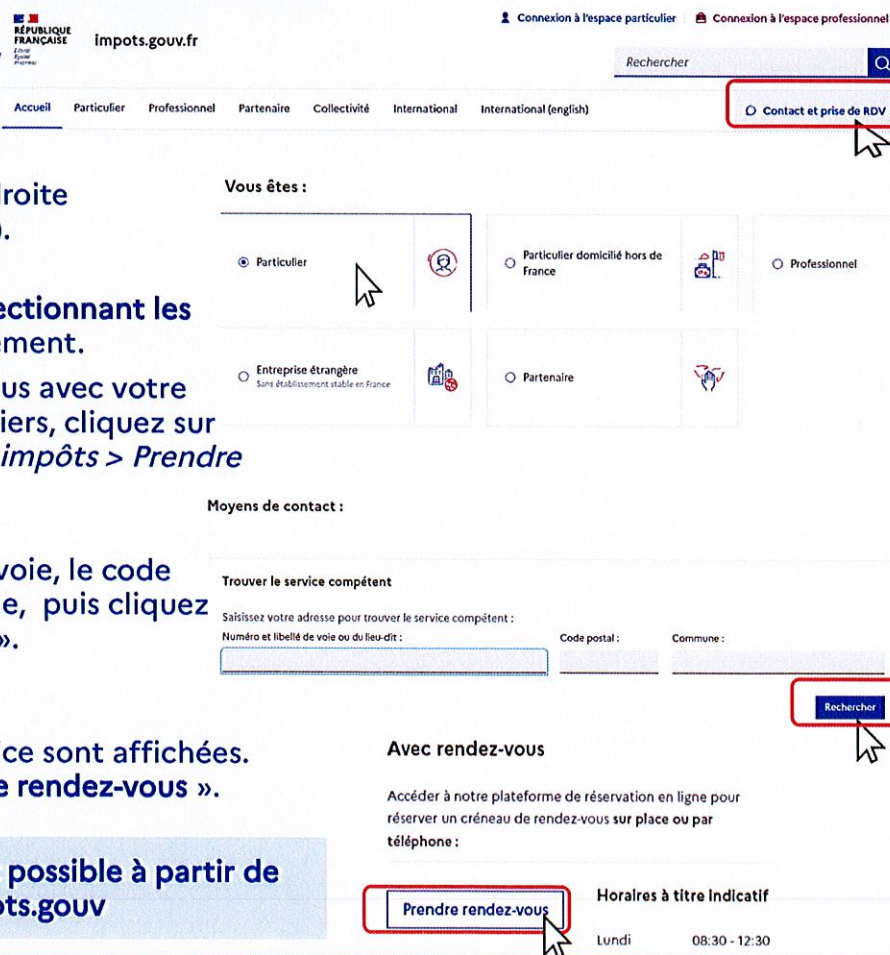 RÉPUBLIQUE
FRANÇAISE
Liberté
Égalité
Fraternité
impots.gouv.fr
Connexion à l'espace particulier
Connexion à l'espace professionnel
Rechercher
Accueil Particulier Professionnel Partenaire Collectivité International International (english)
Contact et prise de RDV
droite
).
ectionnant les
ement.
us avec votre
iers, cliquez sur
impôts > Prendre
voie, le code
e, puis cliquez
».
ice sont affichées.
e rendez-vous ».
possible à partir de
ots.gouv
Vous êtes :
Particulier
Particulier domicilié hors de
France
Professionnel
Entreprise étrangère
Sans établissement stable en France
Partenaire
Moyens de contact :
Trouver le service compétent
Saisissez votre adresse pour trouver le service compétent :
Numéro et libellé de voie ou du lieu-dit :
Code postal :
Commune :
Rechercher
Avec rendez-vous
Accéder à notre plateforme de réservation en ligne pour
réserver un créneau de rendez-vous sur place ou par
téléphone :
Prendre rendez-vous
Horaires à titre indicatif
Lundi 08:30 - 12:30